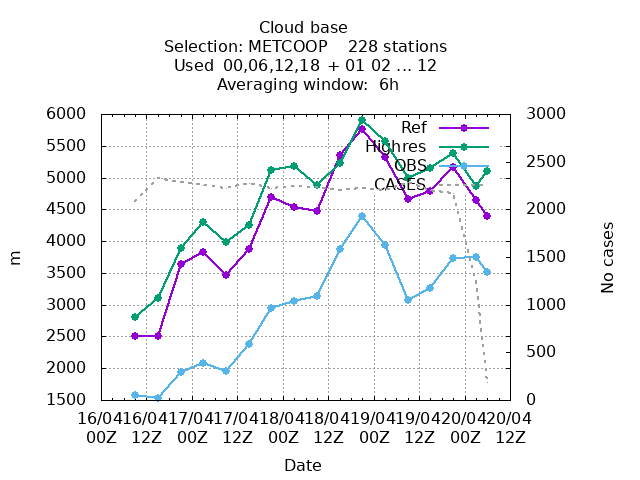 Cloud base
Selection: METCOOP    228 stations
Used 00,06,12,18 + 01 02 ... 12
Averaging window:  6h
6000
5500
5000
4500
4000
3500
3000
2500
2000
1500
m
3000
2500
2000
1500
1000
500
0
No cases
Ref
Highres
OBS
CASES
16/04 16/04 17/04 17/04 18/04 18/04 19/04 19/04 20/04 20/04
00Z 12Z 00Z 12Z 00Z 12Z 00Z 12Z 00Z 12Z
Date